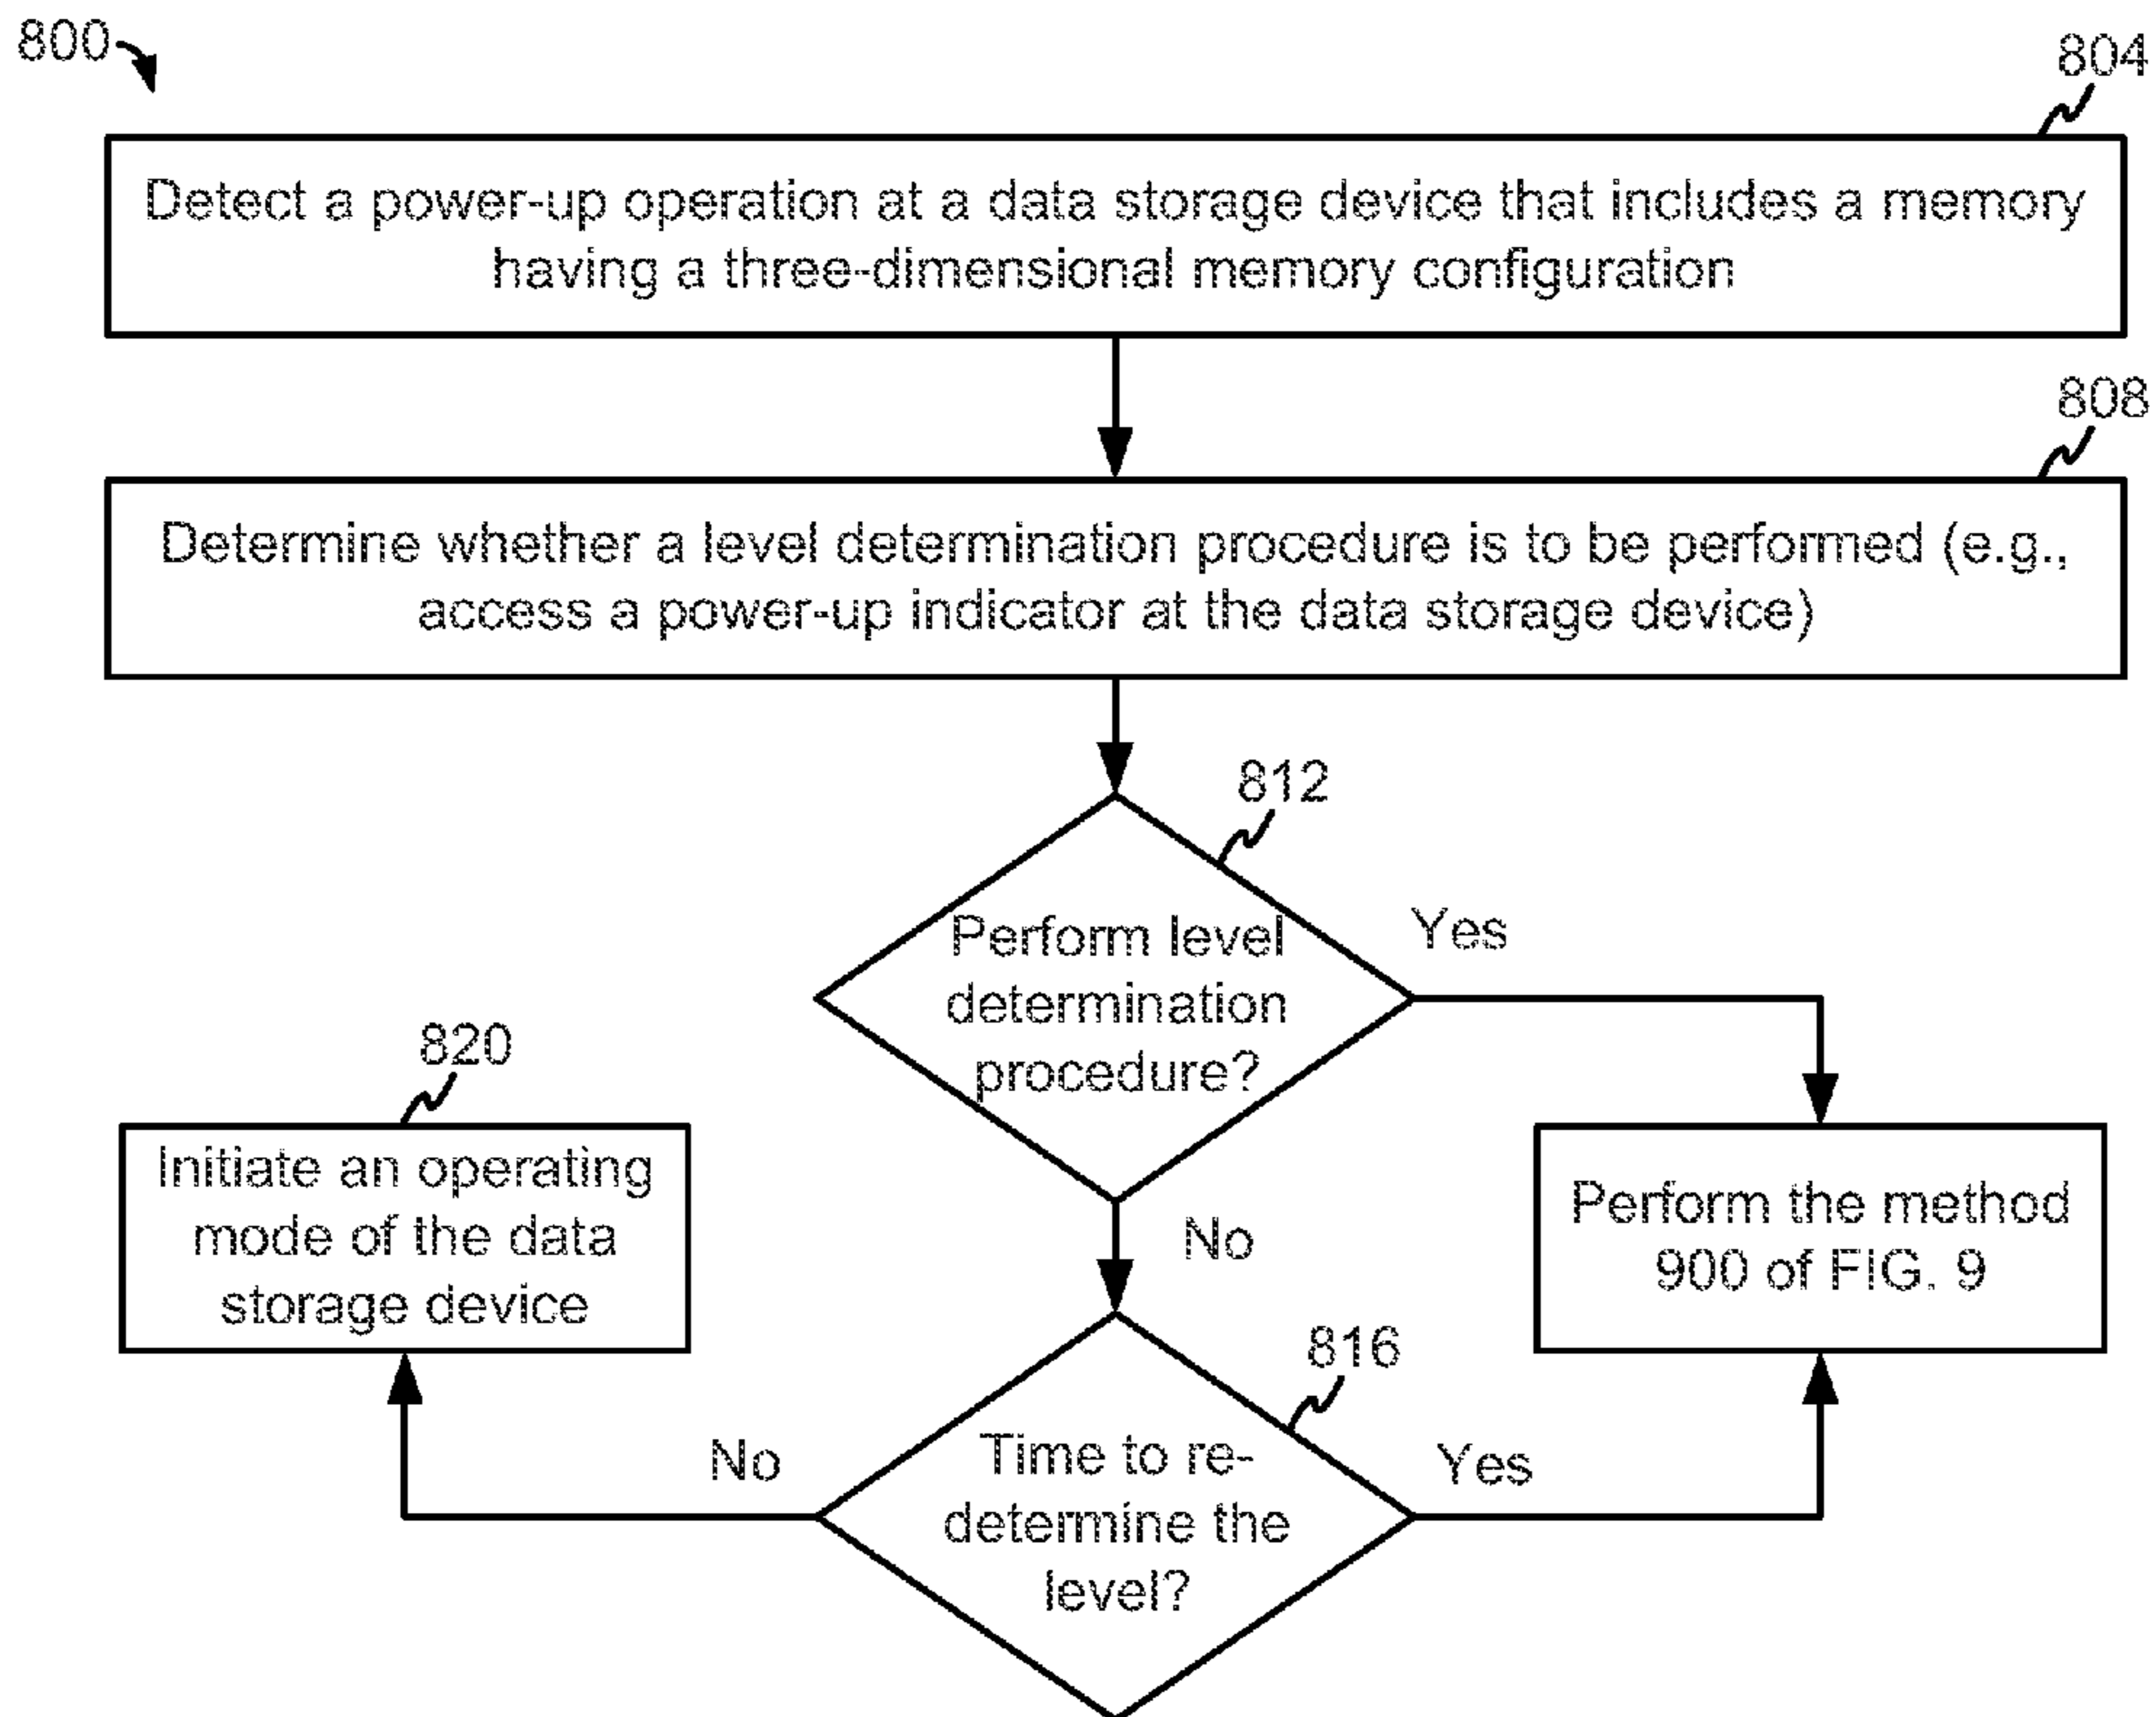 800
804
Detect a power-up operation at a data storage device that includes a memory
having a three-dimensional memory configuration
808
Determine whether a level determination procedure is to be performed (e.g.,
access a power-up indicator at the data storage device)
812
Perform level
determination
procedure?
Yes
No
820
Initiate an operating
mode of the data
storage device
Perform the method
900 of FIG. 9
816
Time to re-
determine the
level?
No
Yes